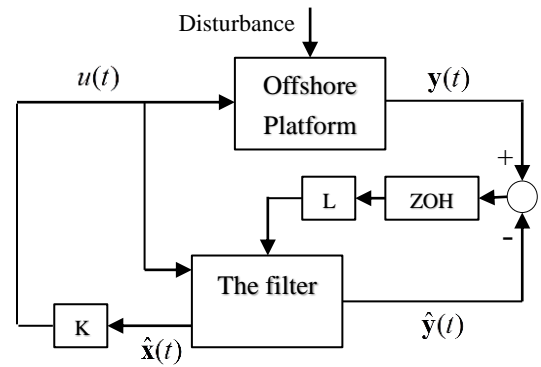 Disturbance
u(t)
Offshore
Platform
y(t)
+
L
ZOH
-
The filter
K
x̂(t)
ŷ(t)